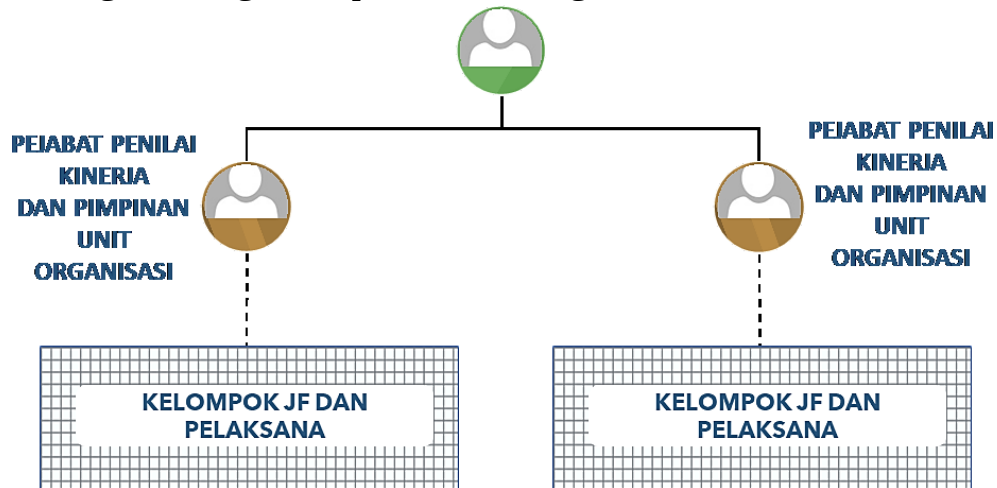 PEJABAT PENILAI
KINERJA
DAN PIMPINAN
UNIT
ORGANISASI
PEJABAT PENILAI
KINERJA
DAN PIMPINAN
UNIT
ORGANISASI
KELOMPOK JF DAN
PELAKSANA
KELOMPOK JF DAN
PELAKSANA